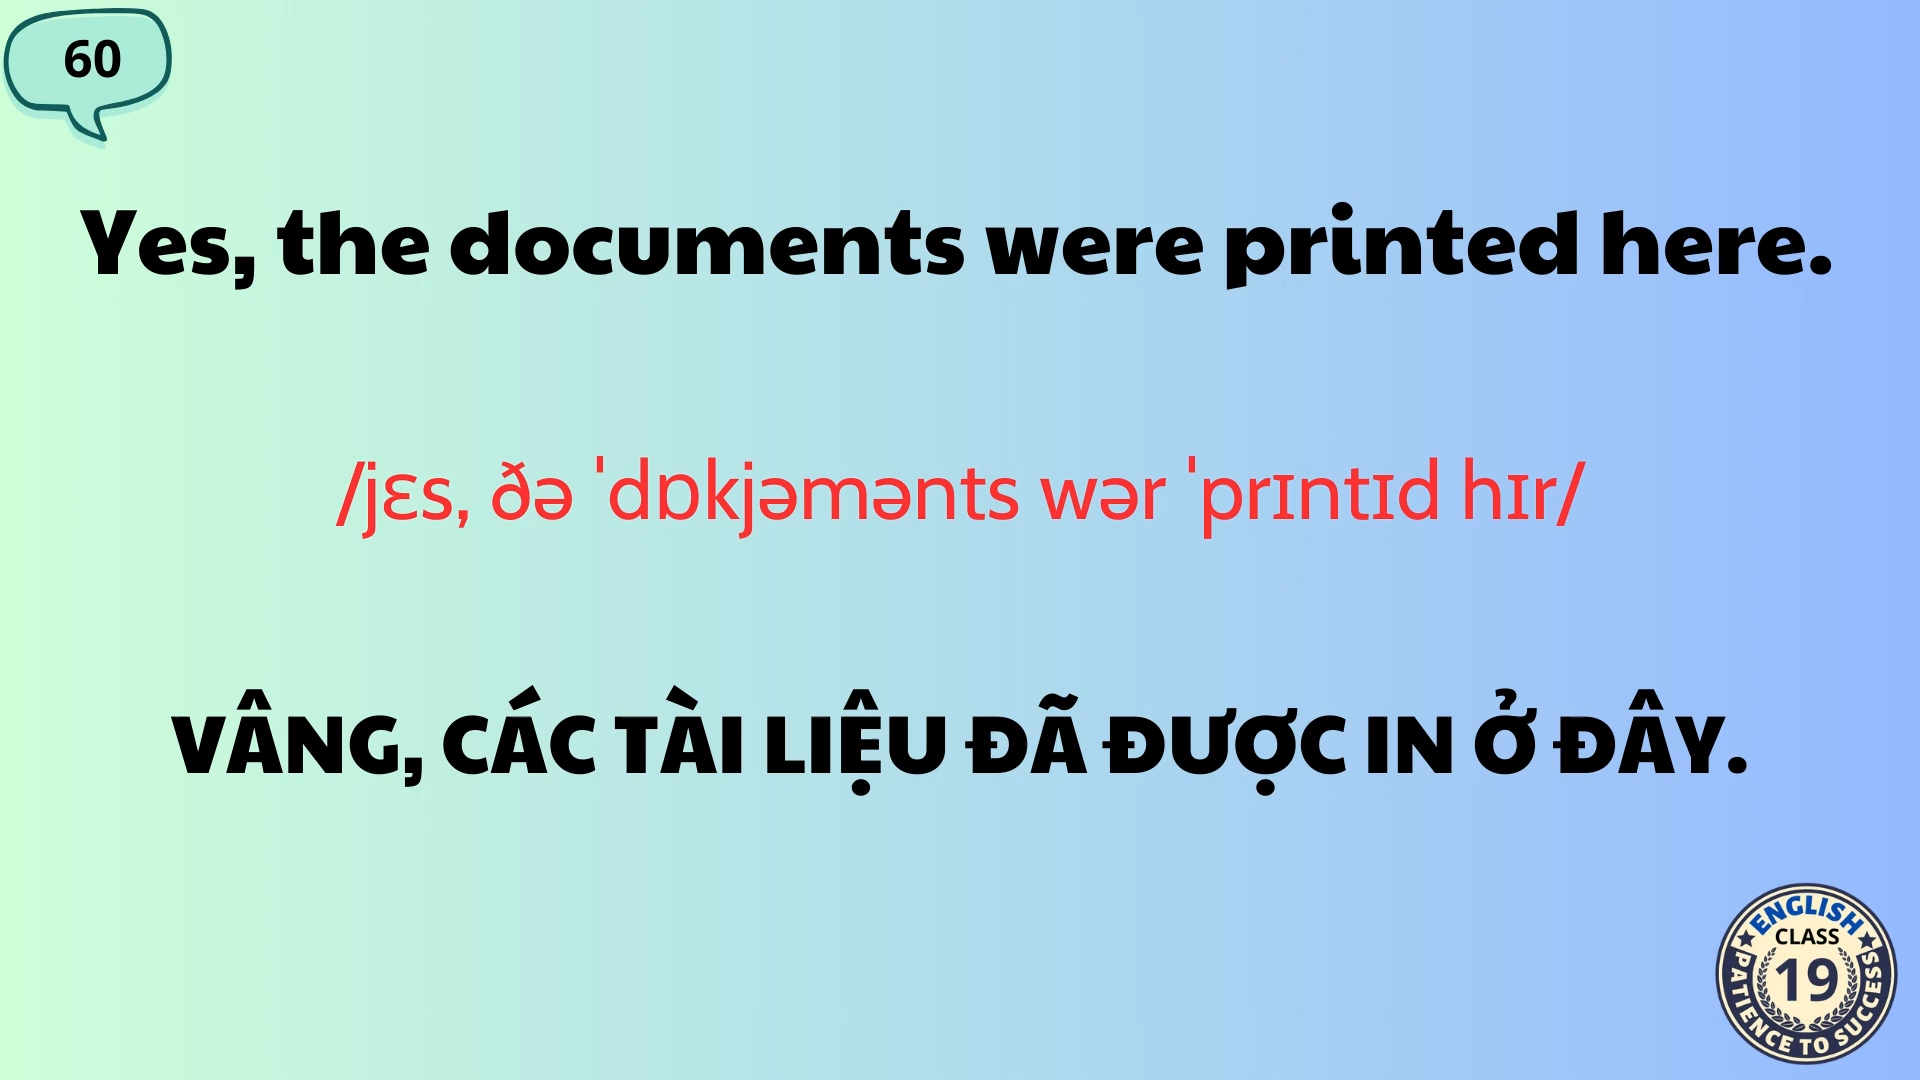 60
Yes, the documents were printed here.
/jɛs, ðə ˈdɒkjəmənts wər ˈprɪntɪd hɪr/
VÂNG, CÁC TÀI LIỆU ĐÃ ĐƯỢC IN Ở ĐÂY.
ENGLISH
CLASS
19
PATIENCE TO SUCCESS